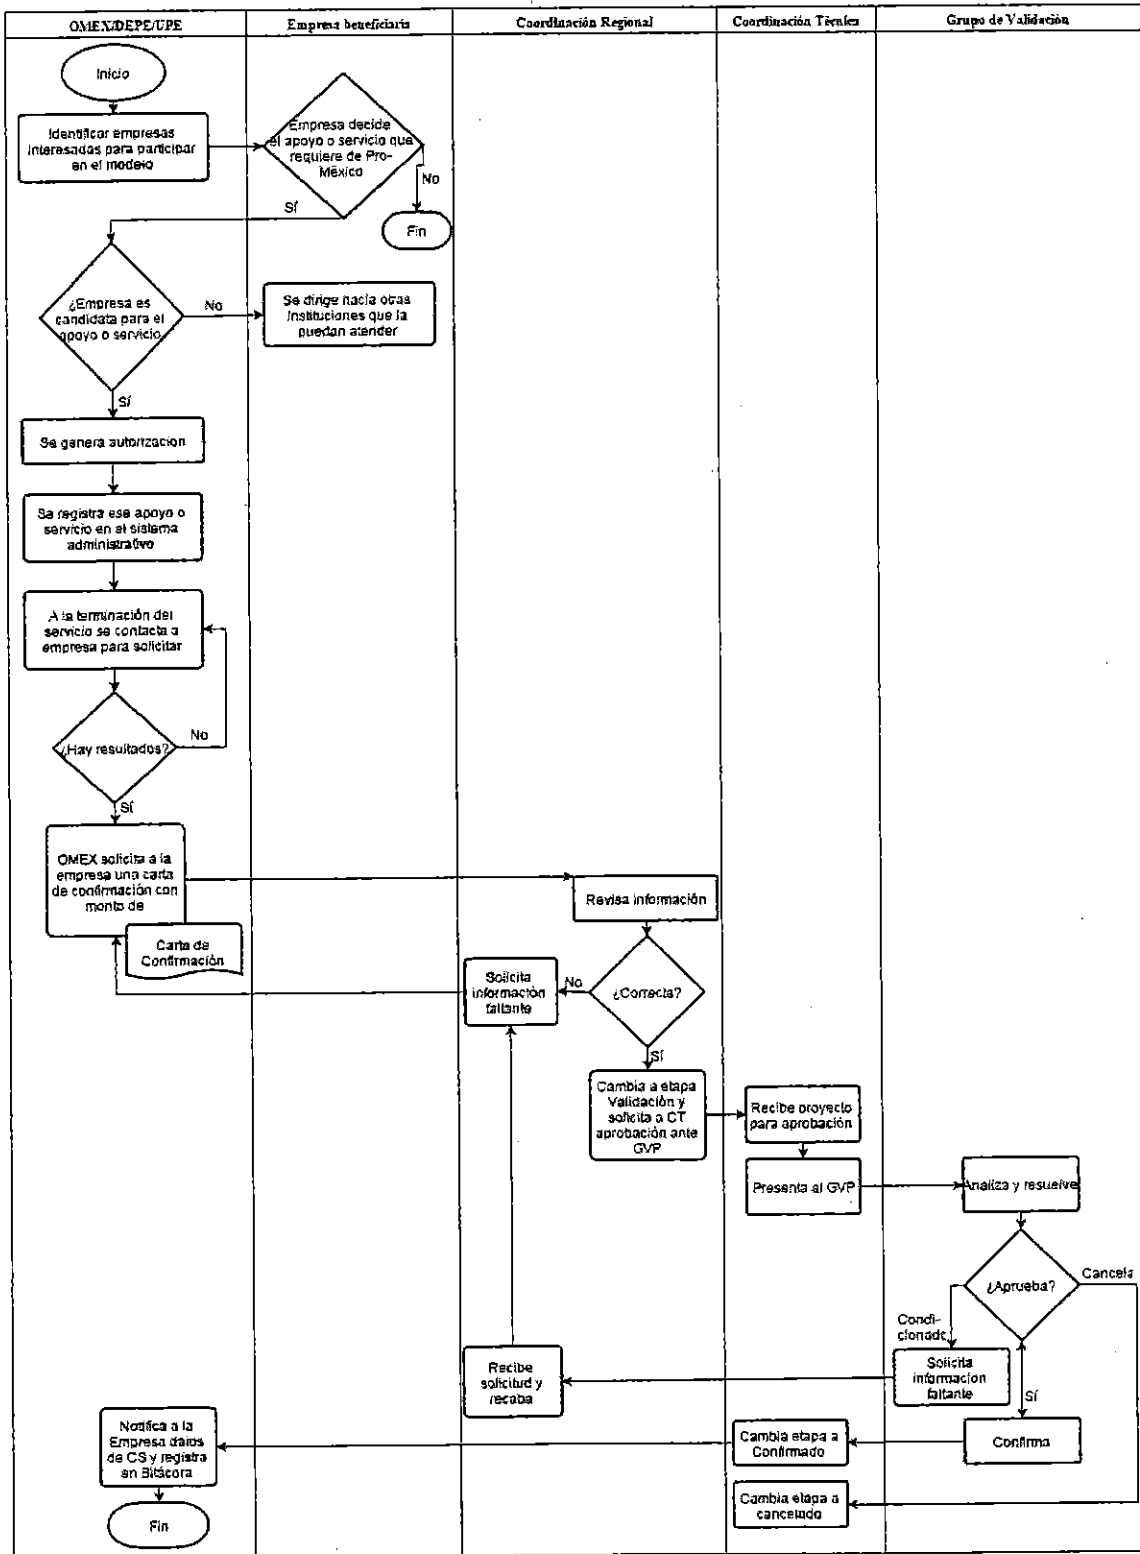 OMEX/DEPE/UPE
Empresa beneficiaria
Coordinación Regional
Coordinación Técnica
Grupo de Validación
Inicio
Identificar empresas
interesadas para participar
en el modelo
Empresa decide
el apoyo o servicio que
requiere de Pro-
México
No
Fin
Sí
¿Empresa es
candidata para el
apoyo o servicio
No
Se dirige hacia otras
instituciones que la
puedan atender
Sí
Se genera autorizacion
Se registra ese apoyo o
servicio en el sistema
administrativo
A la terminación del
servicio se contacta a
empresa para solicitar
¿Hay resultados?
No
Sí
OMEX solicita a la
empresa una carta
de confirmación con
monto de
Carta de
Confirmación
Revisa información
¿Correcta?
No
Solicita
información
faltante
Sí
Cambia a etapa
Validación y
solicita a CT
aprobación ante
GVP
Recibe proyecto
para aprobación
Presenta al GVP
Analiza y resuelve
¿Aprueba?
Cancela
Condi-
cionado
Solicita
informacion
faltante
Sí
Recibe
solicitud y
recaba
Confirma
Cambia etapa a
Confirmado
Notifica a la
Empresa datos
de CS y registra
en Bitácora
Cambia etapa a
cancelado
Fin